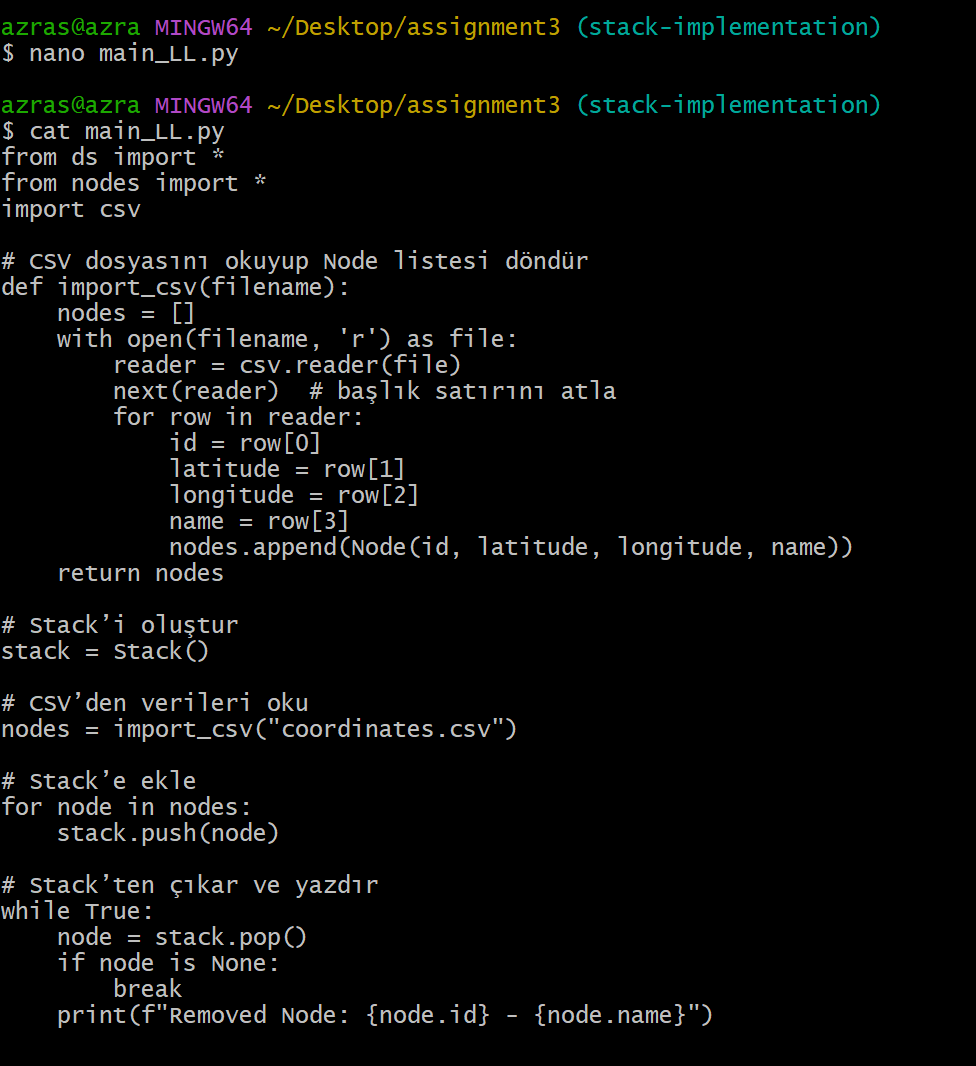 azras@azra MINGW64 ~/Desktop/assignment3 (stack-implementation)
$ nano main_LL.py
azras@azra MINGW64 ~/Desktop/assignment3 (stack-implementation)
$ cat main_LL.py
from ds import *
from nodes import *
import csv
# CSV dosyasını okuyup Node listesi döndür
def import_csv(filename):
    nodes = []
    with open(filename, 'r') as file:
        reader = csv.reader(file)
        next(reader)  # başlık satırını atla
        for row in reader:
            id = row[0]
            latitude = row[1]
            longitude = row[2]
            name = row[3]
            nodes.append(Node(id, latitude, longitude, name))
    return nodes
# Stack’i oluştur
stack = Stack()
# CSV’den verileri oku
nodes = import_csv("coordinates.csv")
# Stack’e ekle
for node in nodes:
    stack.push(node)
# Stack’ten çıkar ve yazdır
while True:
    node = stack.pop()
    if node is None:
        break
    print(f"Removed Node: {node.id} - {node.name}")